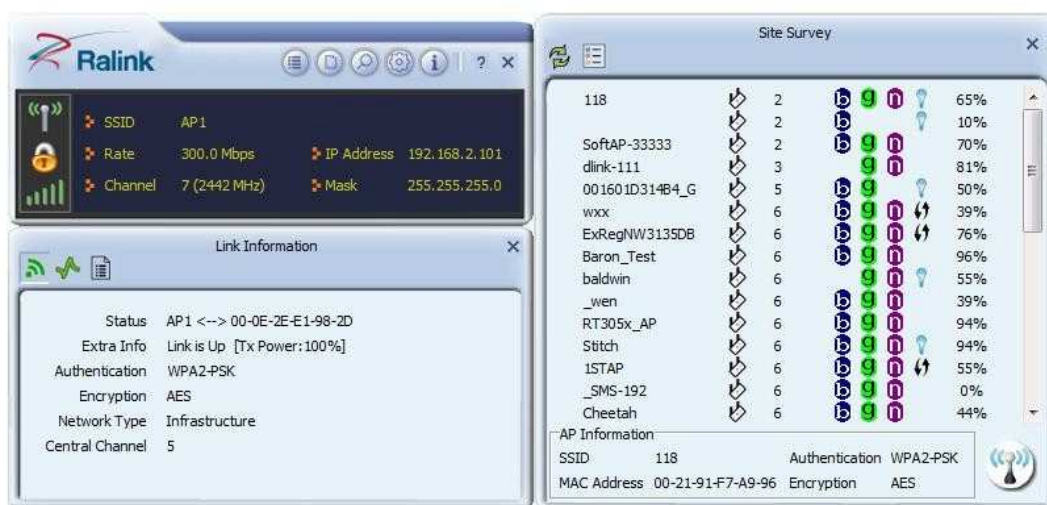 Ralink
? ×
SSID AP1
Rate 300.0 Mbps IP Address 192.168.2.101
Channel 7 (2442 MHz) Mask 255.255.255.0
Link Information
Status AP1 <--> 00-0E-2E-E1-98-2D
Extra Info Link is Up [Tx Power:100%]
Authentication WPA2-PSK
Encryption AES
Network Type Infrastructure
Central Channel 5
Site Survey
118 2 b g n 65%
2 b 10%
SoftAP-33333 2 b g n 70%
dlink-111 3 g n 81%
001601D314B4_G 5 b g 50%
wxx 6 b g n 39%
ExRegNW3135DB 6 b g n 76%
Baron_Test 6 b g n 96%
baldwin 6 g n 55%
_wen 6 b g n 39%
RT305x_AP 6 b g n 94%
Stitch 6 b g n 94%
1STAP 6 b g n 55%
_SMS-192 6 b g n 0%
Cheetah 6 b g n 44%
AP Information
SSID 118 Authentication WPA2-PSK
MAC Address 00-21-91-F7-A9-96 Encryption AES